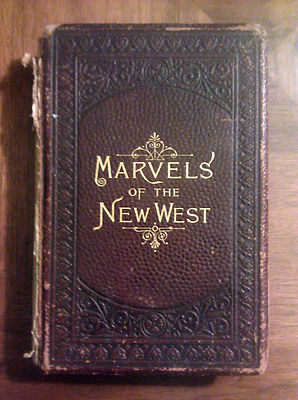 MARVELS
OF THE
NEW WEST